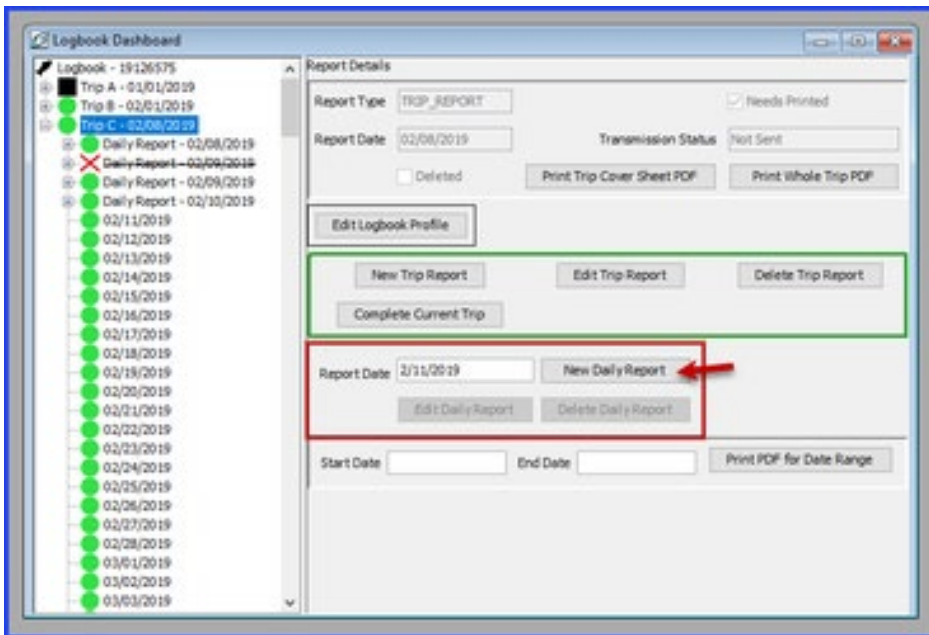 Logbook Dashboard
Logbook - 19126575
Trip A - 01/01/2019
Trip B - 02/01/2019
Trip C - 02/08/2019
Daily Report - 02/08/2019
Daily Report - 02/09/2019
Daily Report - 02/09/2019
Daily Report - 02/10/2019
02/11/2019
02/12/2019
02/13/2019
02/14/2019
02/15/2019
02/16/2019
02/17/2019
02/18/2019
02/19/2019
02/20/2019
02/21/2019
02/22/2019
02/23/2019
02/24/2019
02/25/2019
02/26/2019
02/27/2019
02/28/2019
03/01/2019
03/02/2019
03/03/2019
Report Details
Report Type TRIP_REPORT Needs Printed
Report Date 02/08/2019 Transmission Status Not Sent
Deleted Print Trip Cover Sheet PDF Print Whole Trip PDF
Edit Logbook Profile
New Trip Report Edit Trip Report Delete Trip Report
Complete Current Trip
Report Date 2/11/2019 New Daily Report
Edit Daily Report Delete Daily Report
Start Date End Date Print PDF for Date Range